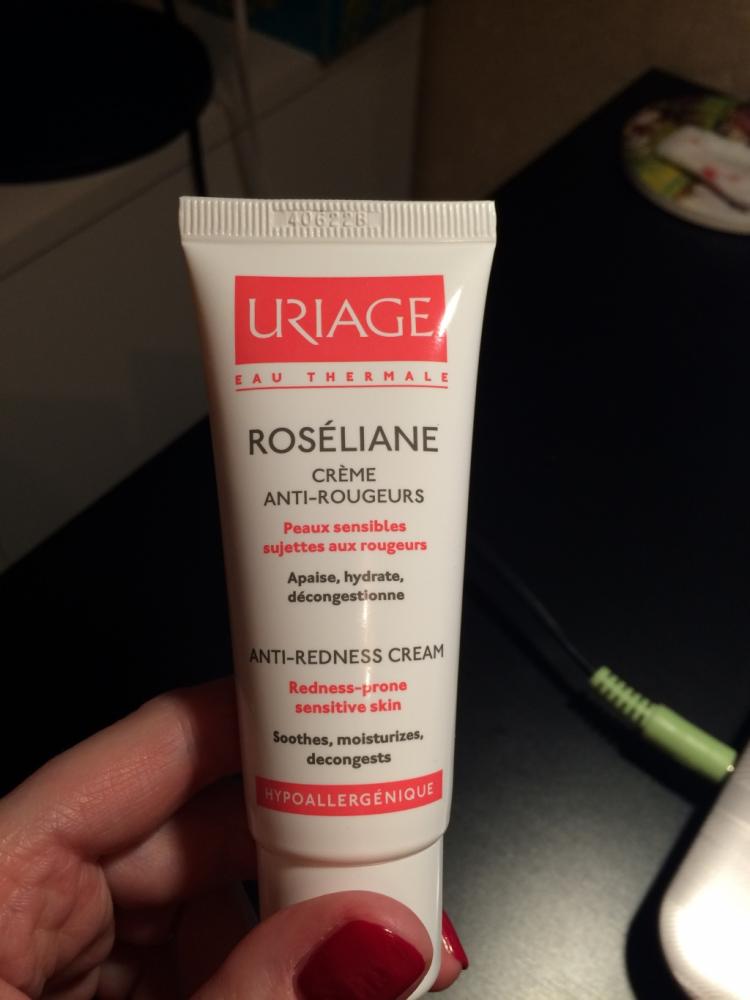 406226
URIAGE
EAU THERMALE
ROSÉLIANE
CRÈME
ANTI-ROUGEURS
Peaux sensibles
sujettes aux rougeurs
Apaise, hydrate,
décongestionne
ANTI-REDNESS CREAM
Redness-prone
sensitive skin
Soothes, moisturizes,
decongests
HYPOALLERGÉNIQUE